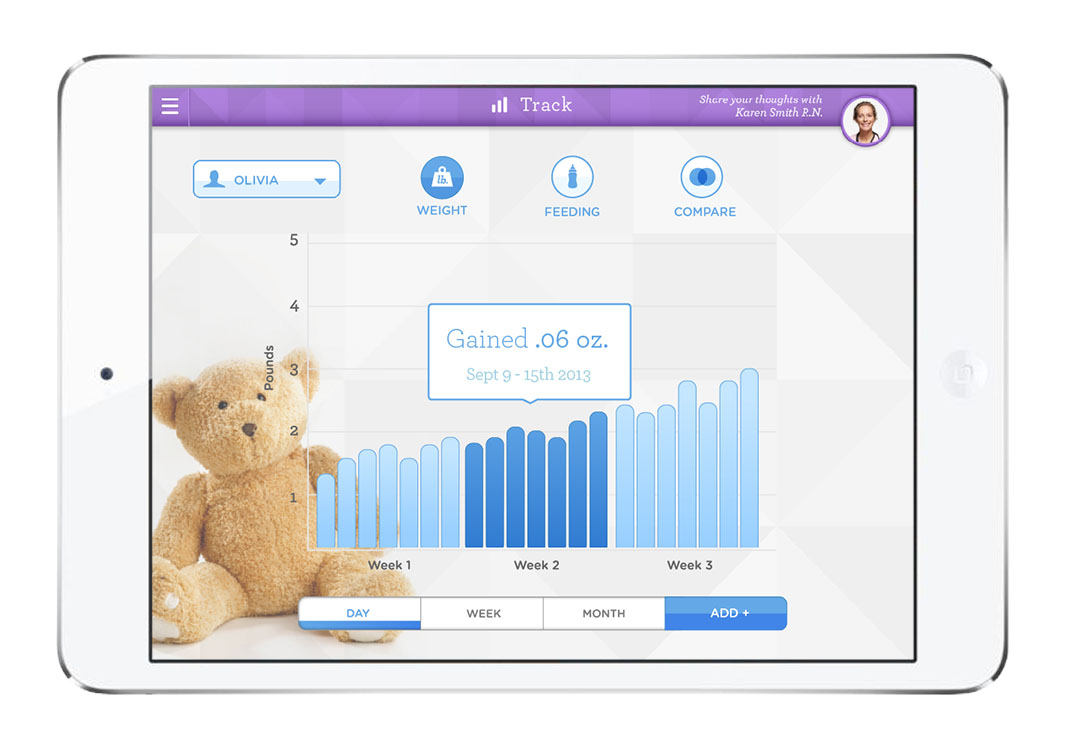 Track
Share your thoughts with
Karen Smith R.N.
OLIVIA
lb.
WEIGHT
FEEDING
COMPARE
5
4
3
2
1
Pounds
Gained .06 oz.
Sept 9 - 15th 2013
Week 1
Week 2
Week 3
DAY
WEEK
MONTH
ADD +